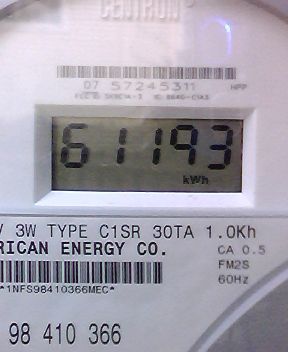 CENTRON
07 57245311 HPP
61193
kWh
V 3W TYPE C1SR 30TA 1.0Kh
RICAN ENERGY CO. CA 0.5
FM2S
*1NFS98410366MEC* 60Hz
98 410 366